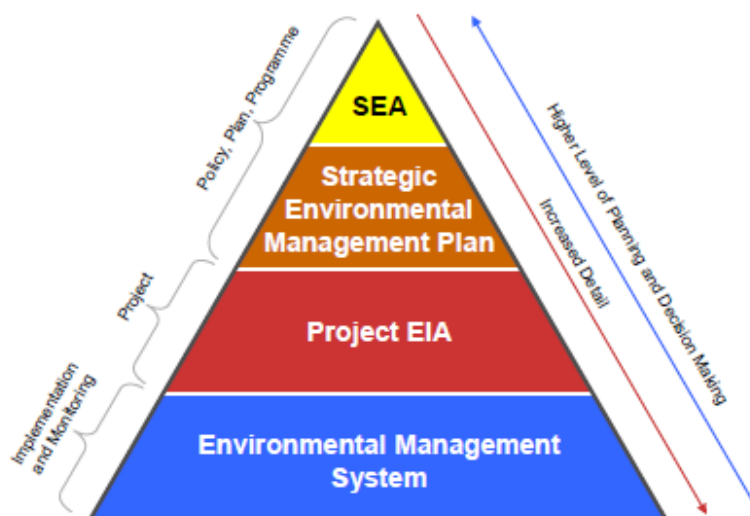 SEA
Strategic
Environmental
Management Plan
Project EIA
Environmental Management
System
Policy, Plan, Programme
Project
Implementation
and Monitoring
Increased Detail
Higher Level of Planning and Decision Making